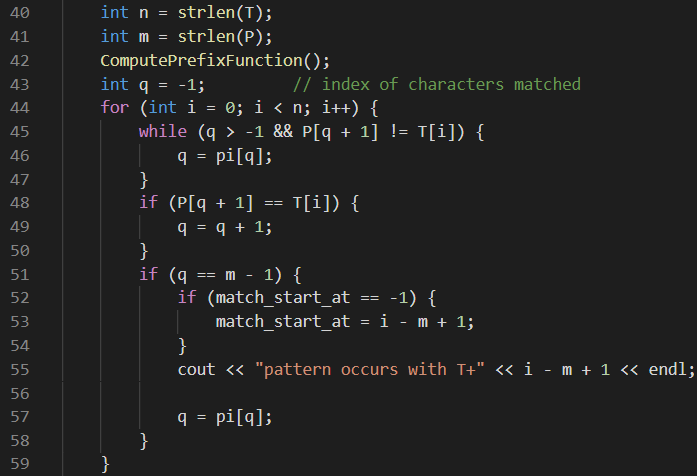 40 int n = strlen(T);
41 int m = strlen(P);
42 ComputePrefixFunction();
43 int q = -1; // index of characters matched
44 for (int i = 0; i < n; i++) {
45 while (q > -1 && P[q + 1] != T[i]) {
46 q = pi[q];
47 }
48 if (P[q + 1] == T[i]) {
49 q = q + 1;
50 }
51 if (q == m - 1) {
52 if (match_start_at == -1) {
53 match_start_at = i - m + 1;
54 }
55 cout << "pattern occurs with T+" << i - m + 1 << endl;
56
57 q = pi[q];
58 }
59 }